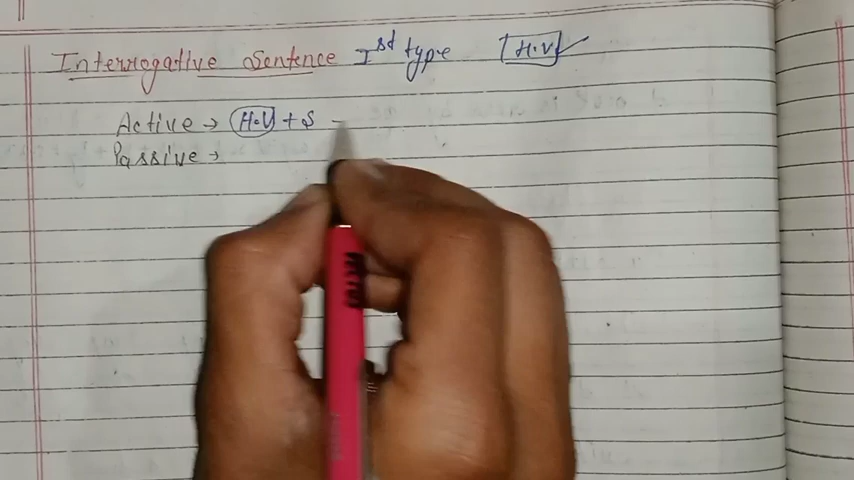 Interrogative Sentence Ist type [H.V]
Active → H.V + S -
Passive →